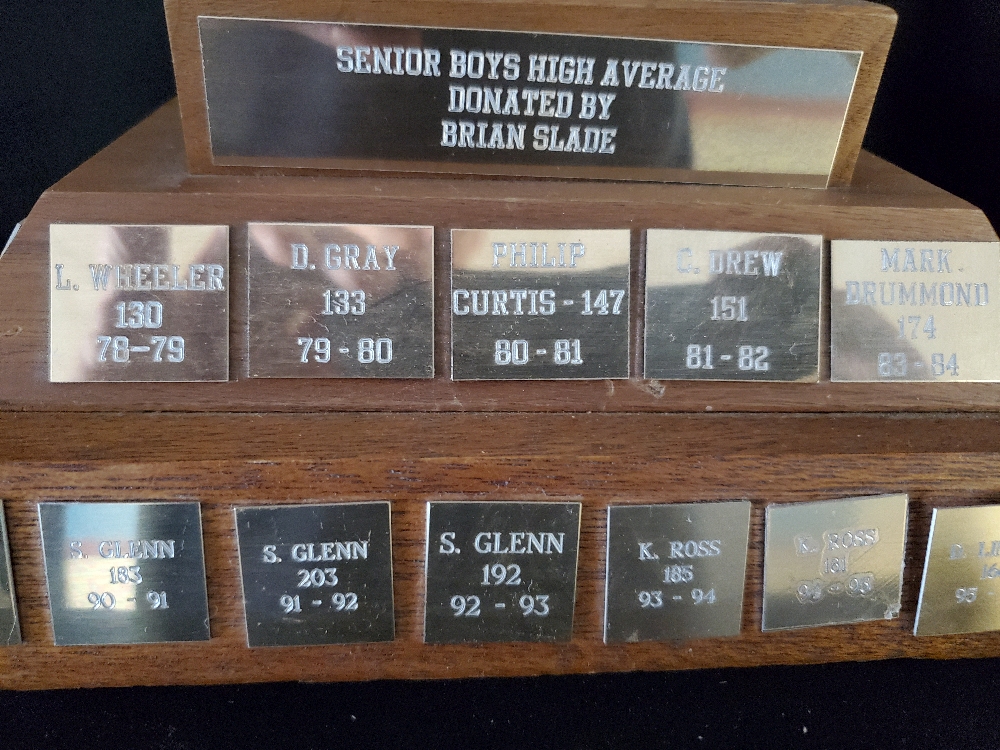 SENIOR BOYS HIGH AVERAGE
DONATED BY
BRIAN SLADE
L. WHEELER
130
78-79
D. GRAY
133
79 - 80
PHILIP
CURTIS - 147
80 - 81
DREW
151
81 - 82
MARK
DRUMMOND
174
83 - 84
S. GLENN
183
90 - 91
S. GLENN
203
91 - 92
S. GLENN
192
92 - 93
K. ROSS
185
93 - 94
K. ROSS
95 -